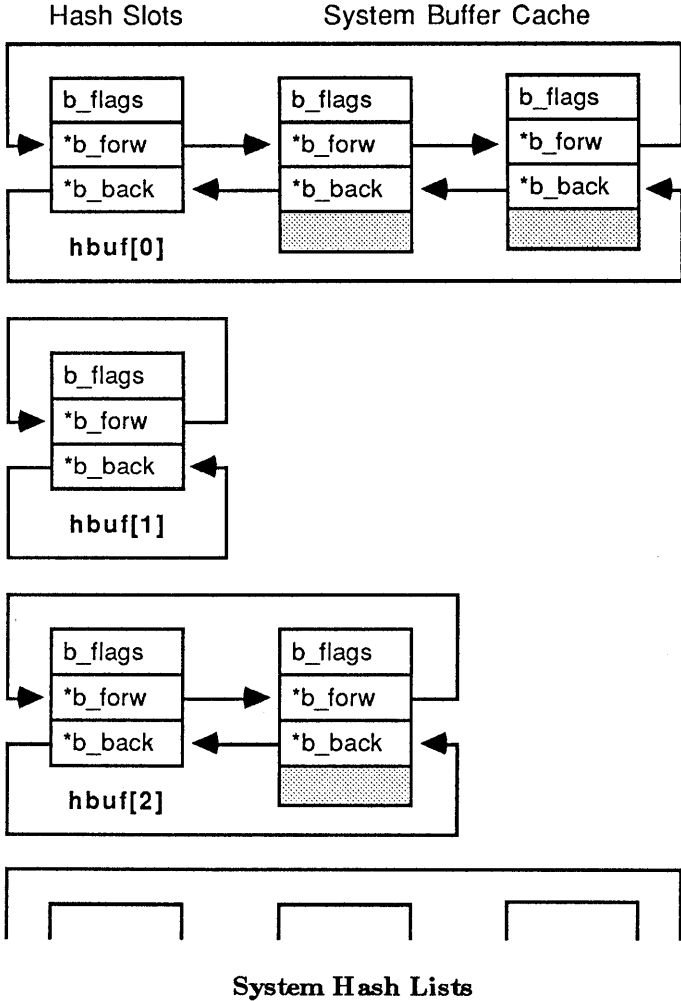 Hash Slots System Buffer Cache
b_flags b_flags b_flags
*b_forw *b_forw *b_forw
*b_back *b_back *b_back
hbuf[0]
b_flags
*b_forw
*b_back
hbuf[1]
b_flags b_flags
*b_forw *b_forw
*b_back *b_back
hbuf[2]
System Hash Lists